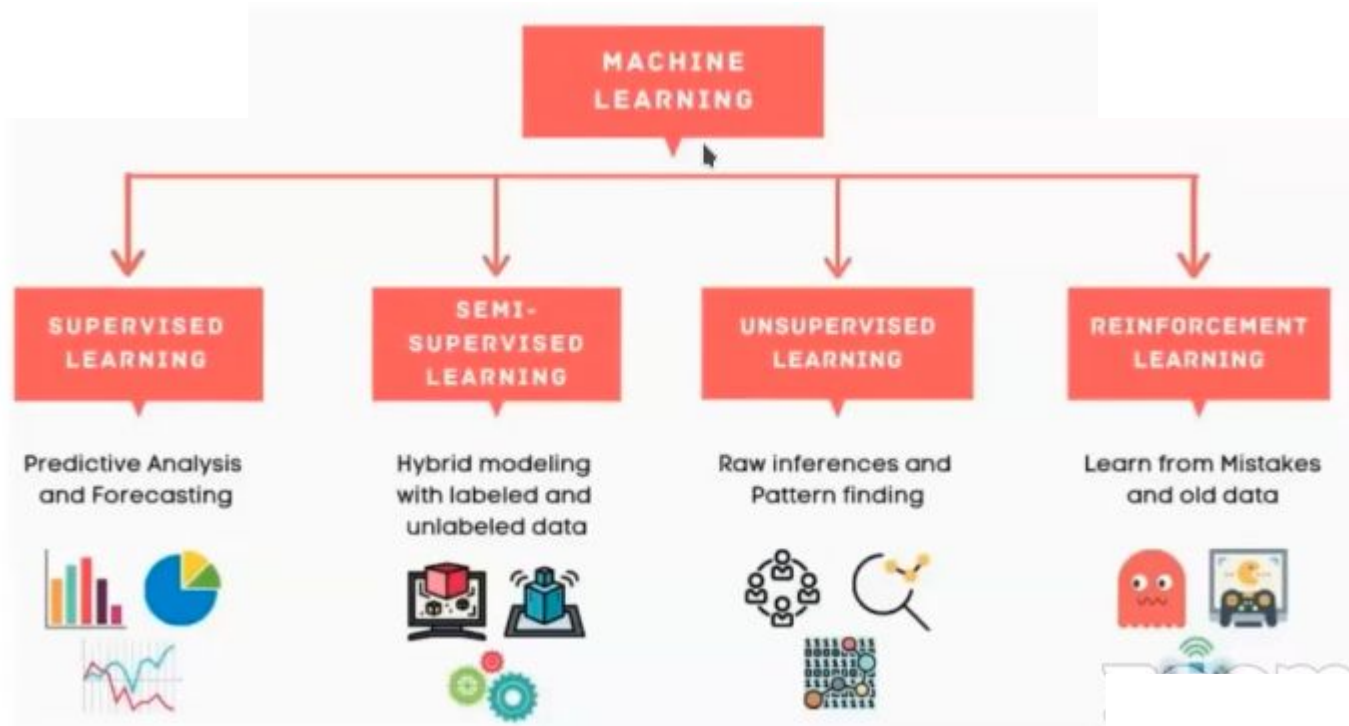 MACHINE
LEARNING
SUPERVISED
LEARNING
SEMI-
SUPERVISED
LEARNING
UNSUPERVISED
LEARNING
REINFORCEMENT
LEARNING
Predictive Analysis
and Forecasting
Hybrid modeling
with labeled and
unlabeled data
Raw inferences and
Pattern finding
Learn from Mistakes
and old data